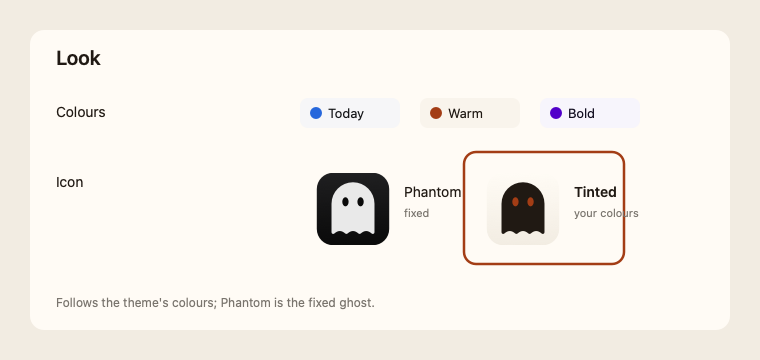 Look
Colours
Today
Warm
Bold
Icon
Phantom
fixed
Tinted
your colours
Follows the theme's colours; Phantom is the fixed ghost.